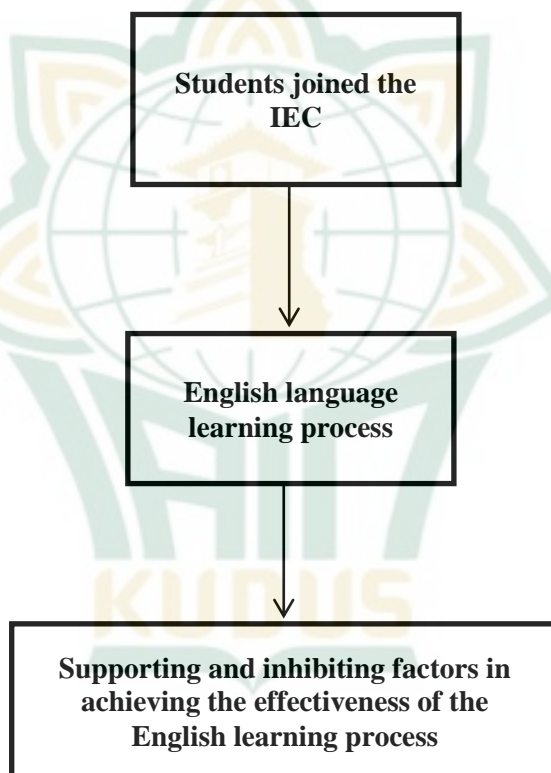 Students joined the
IEC
English language
learning process
KUDUS
Supporting and inhibiting factors in
achieving the effectiveness of the
English learning process